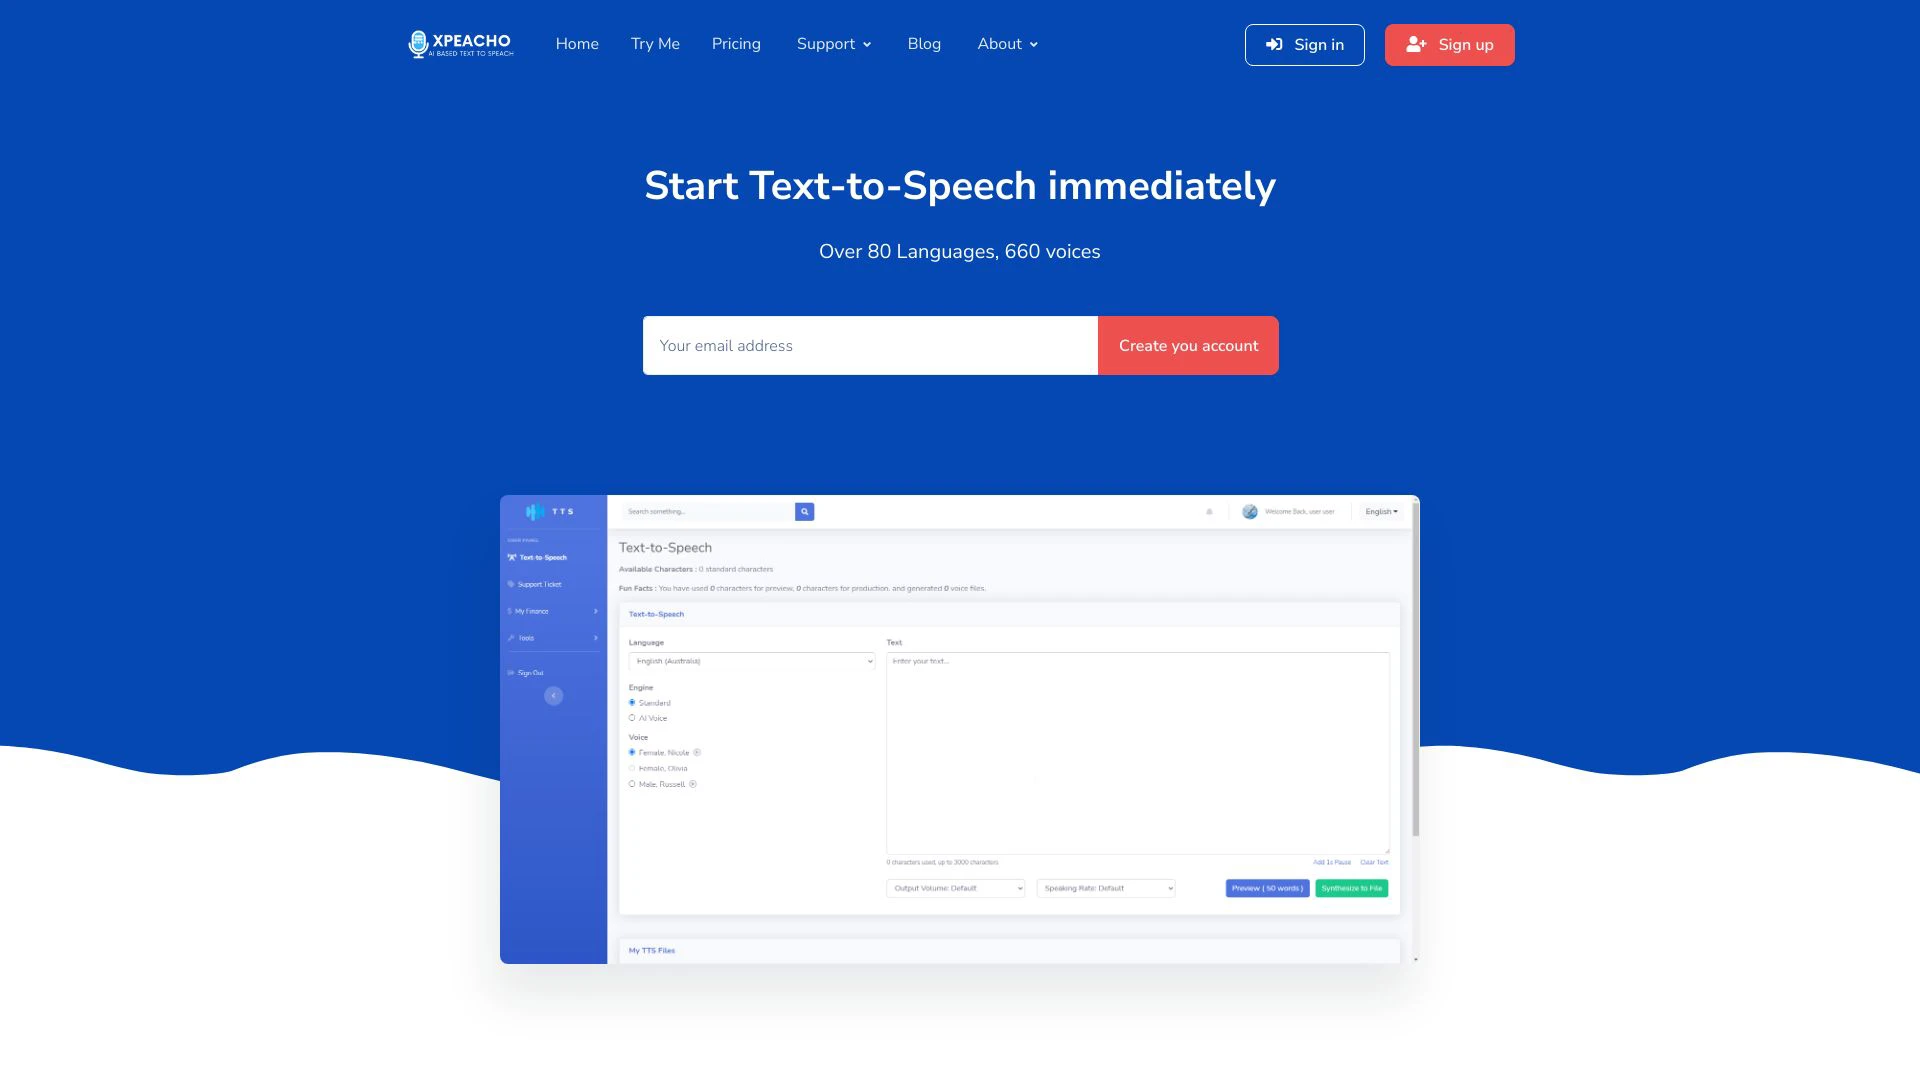 XPEACHO
AI BASED TEXT TO SPEACH
Home
Try Me
Pricing
Support
Blog
About
Sign in
Sign up
Start Text-to-Speech immediately
Over 80 Languages, 660 voices
Your email address
Create you account
TTS
Search something...
Welcome Back, user user
English
USER PANEL
Text-to-Speech
Support Ticket
My Finance
Tools
Sign Out
Text-to-Speech
Available Characters : 0 standard characters
Fun Facts : You have used 0 characters for preview, 0 characters for production, and generated 0 voice files.
Text-to-Speech
Language
English (Australia)
Engine
Standard
AI Voice
Voice
Female, Nicole
Female, Olivia
Male, Russell
Text
Enter your text...
0 characters used, up to 3000 characters
Add 1s Pause
Clear Text
Output Volume: Default
Speaking Rate: Default
Preview ( 50 words )
Synthesize to File
My TTS Files